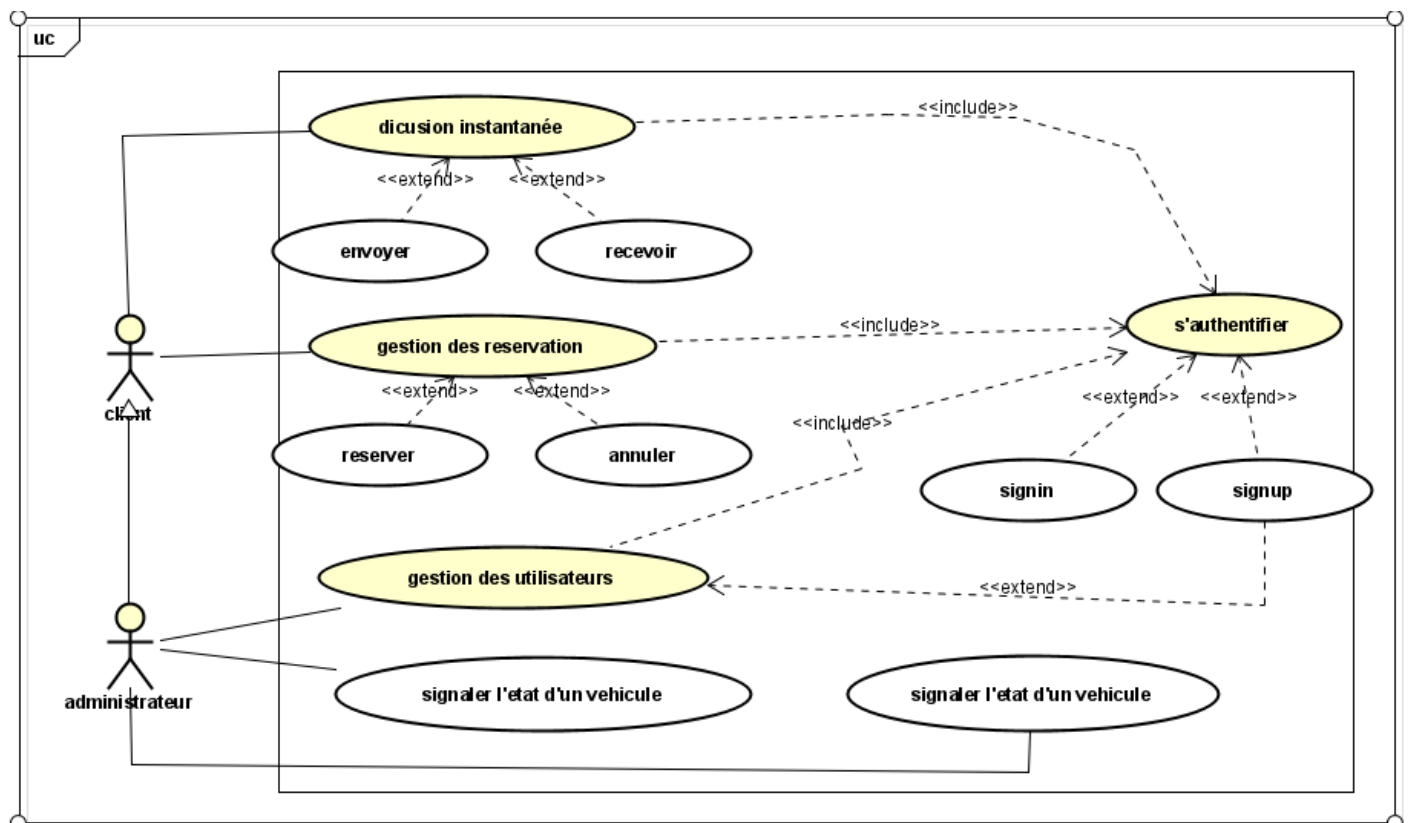 uc
dicusion instantanée
<<include>>
<<extend>>
<<extend>>
envoyer
recevoir
s'authentifier
gestion des reservation
<<include>>
<<extend>>
<<extend>>
<<extend>>
<<extend>>
client
<<include>>
reserver
annuler
signin
signup
gestion des utilisateurs
<<extend>>
administrateur
signaler l'etat d'un vehicule
signaler l'etat d'un vehicule